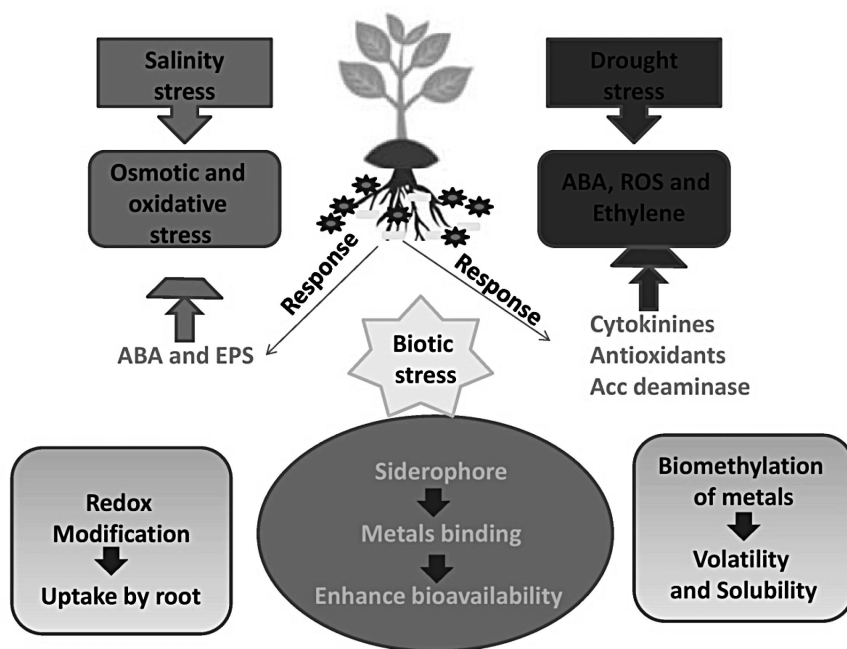 Salinity
stress
Drought
stress
Osmotic and
oxidative
stress
ABA, ROS and
Ethylene
Response
Response
ABA and EPS
Cytokinines
Antioxidants
Acc deaminase
Biotic
stress
Redox
Modification
Uptake by root
Siderophore
Metals binding
Enhance bioavailability
Biomethylation
of metals
Volatility
and Solubility